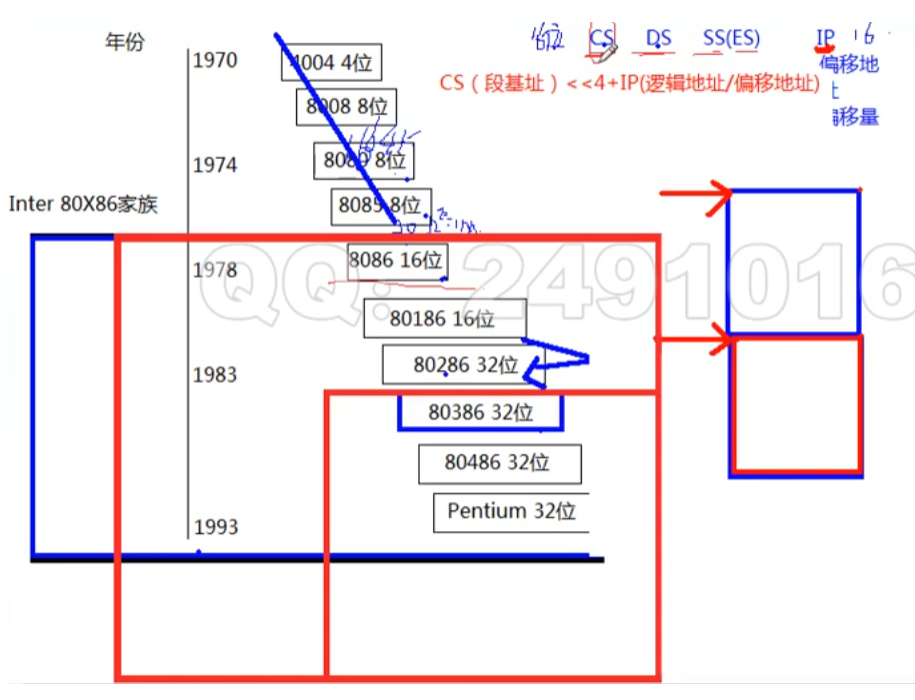 年份
16位 CS DS SS(ES) IP 16
1970
4004 4位
偏移地
CS（段基址）<<4+IP(逻辑地址/偏移地址)
址
8008 8位
偏移量
1974
8080 8位
Inter 80X86家族
8085 8位
1978
8086 16位
QQ: 2491016
80186 16位
1983
80286 32位
80386 32位
80486 32位
Pentium 32位
1993